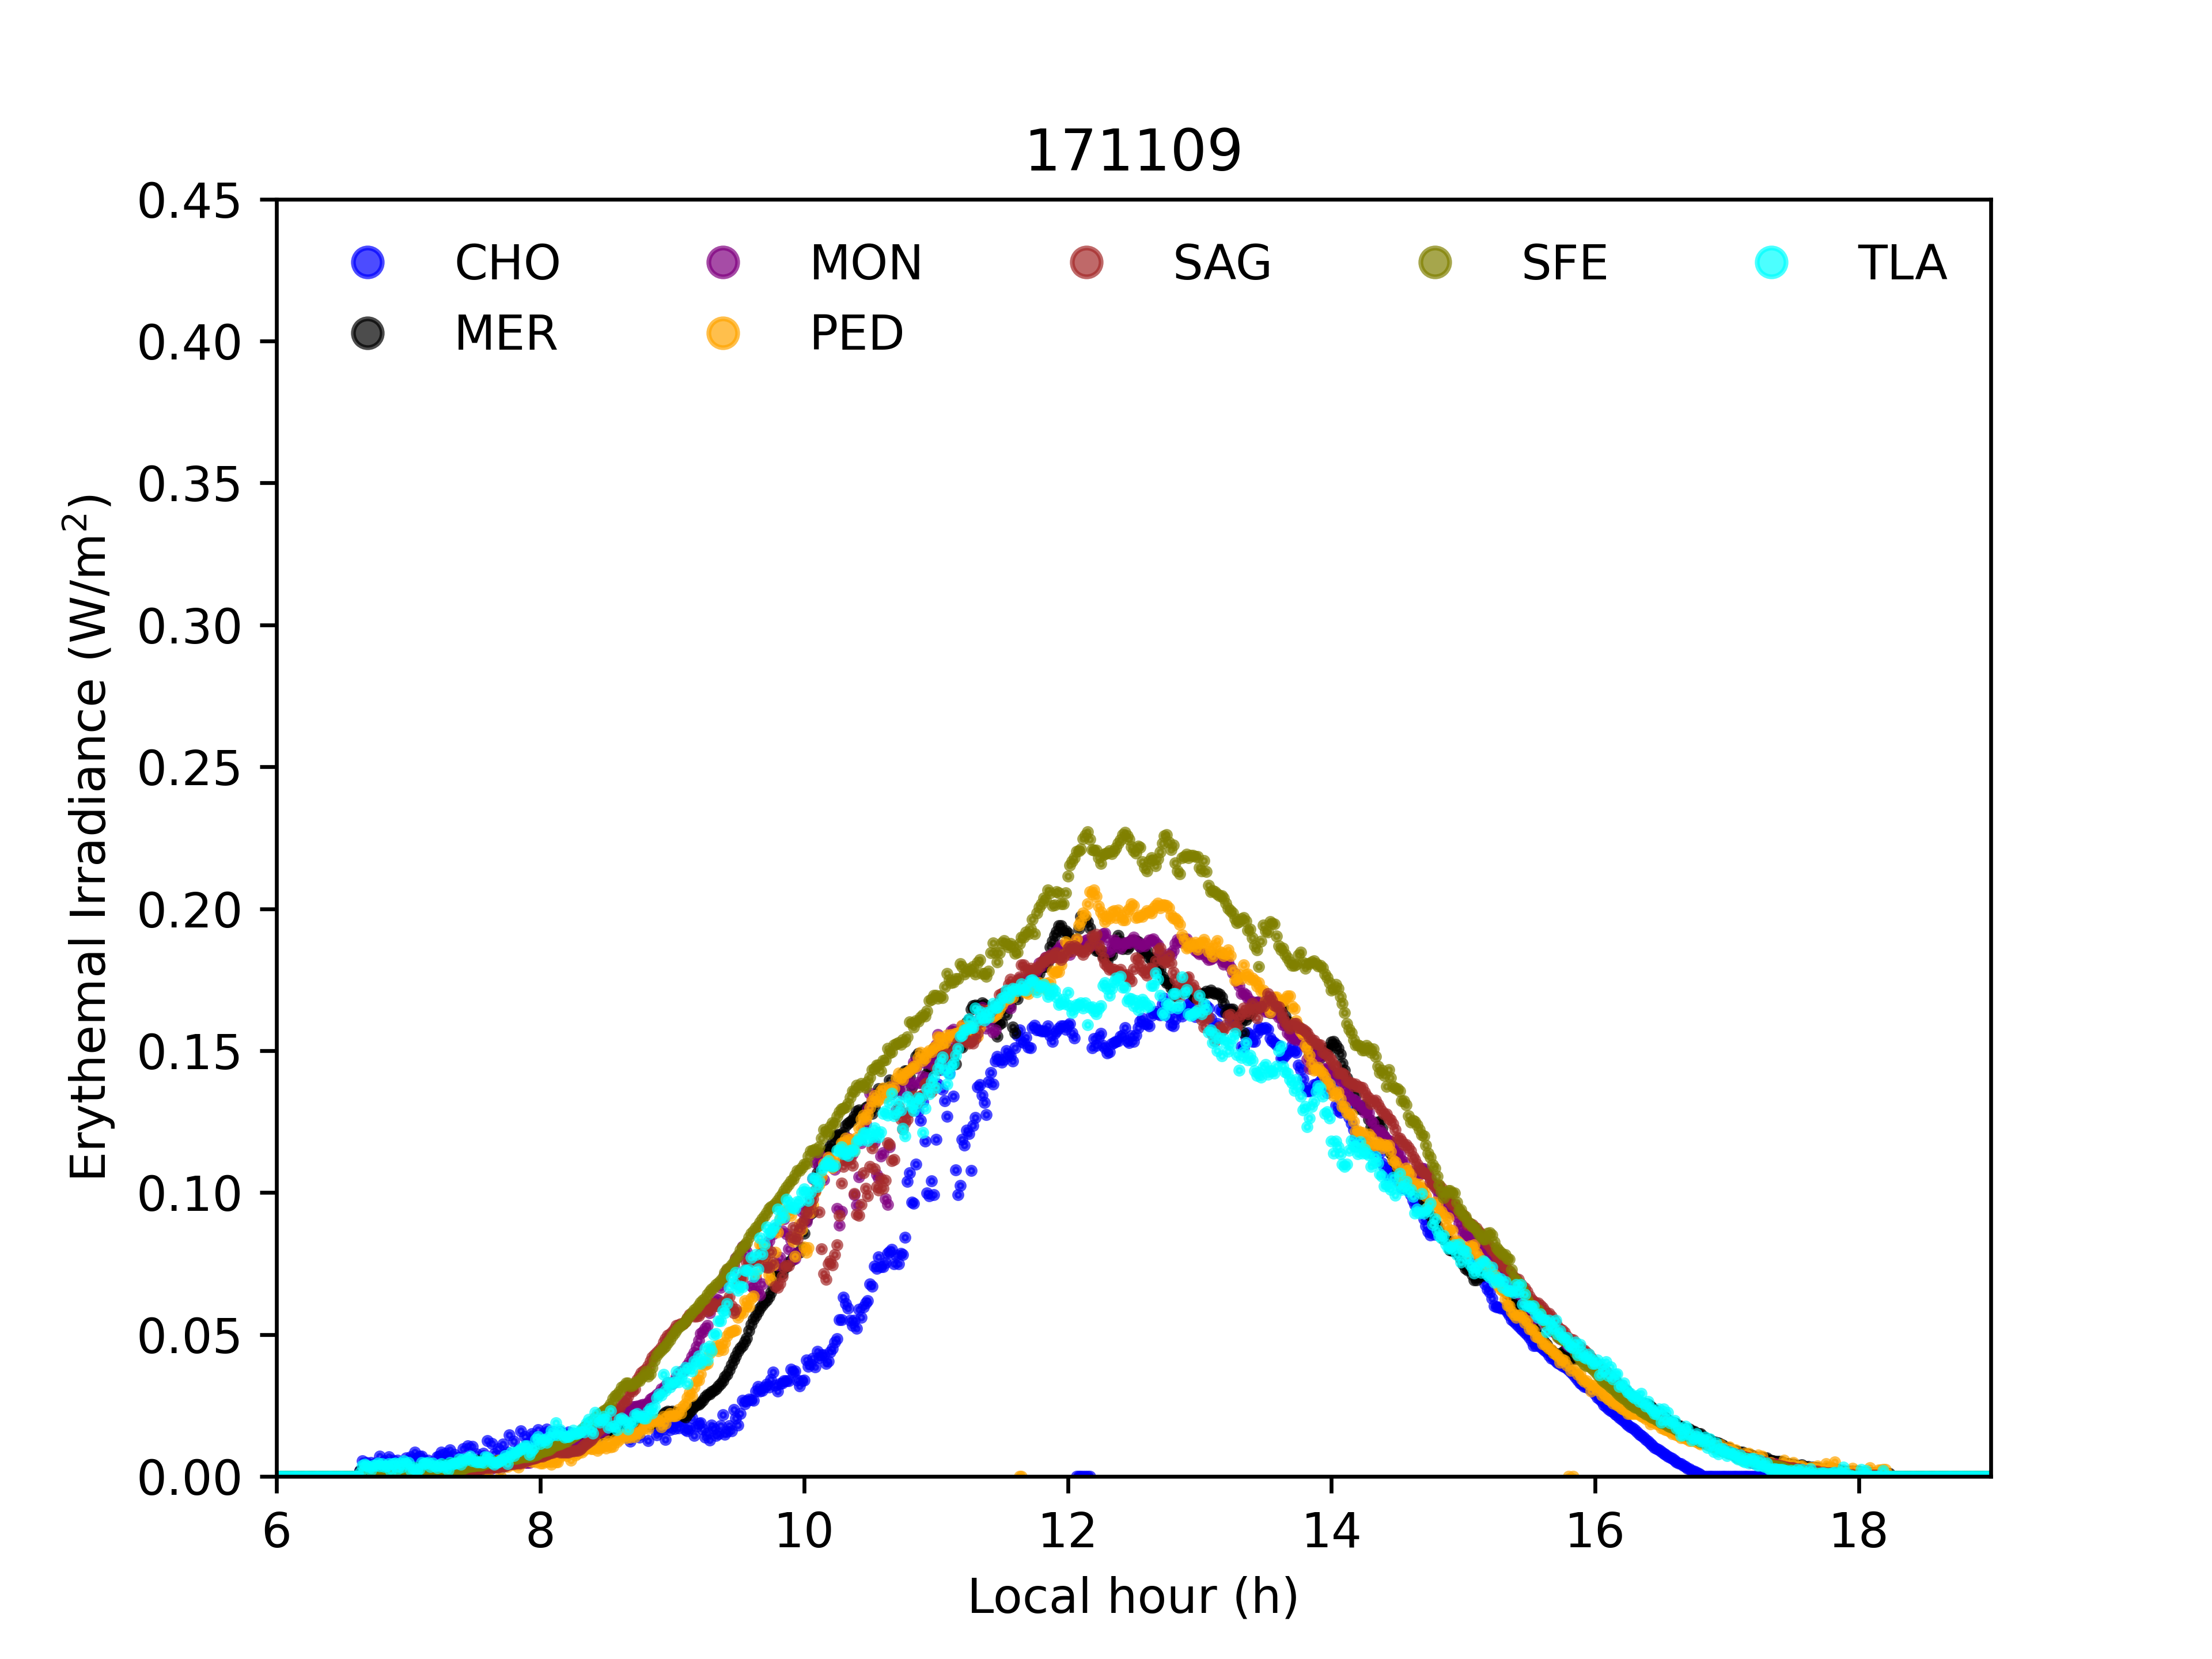 171109
0.45
0.40
0.35
0.30
0.25
0.20
0.15
0.10
0.05
0.00
Erythemal Irradiance (W/m²)
CHO MON SAG SFE TLA
MER PED
6 8 10 12 14 16 18
Local hour (h)